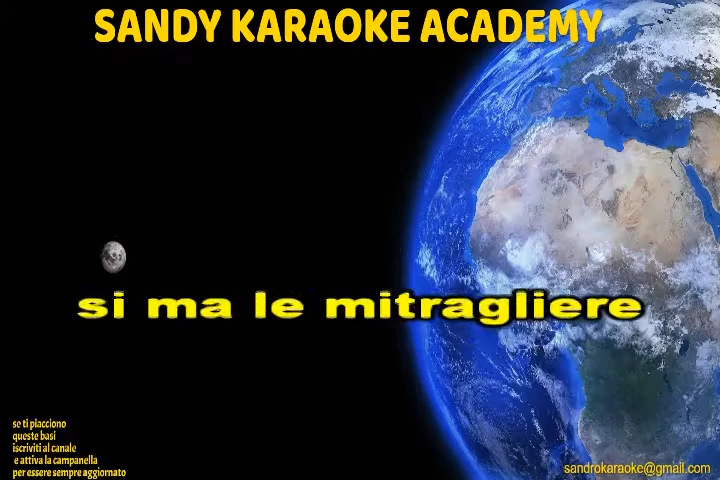 SANDY KARAOKE ACADEMY
si ma le mitragliere
se ti piacciono
queste basi
iscriviti al canale
e attiva la campanella
per essere sempre aggiornato
sandrokaraoke@gmail.com